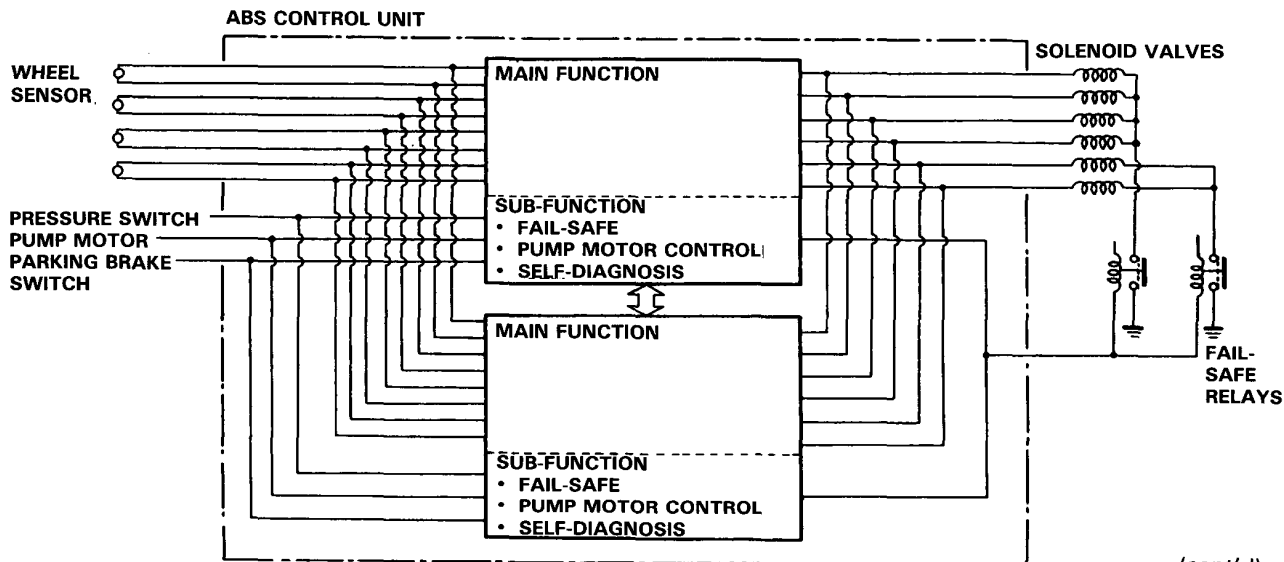 ABS CONTROL UNIT
SOLENOID VALVES
WHEEL
SENSOR
MAIN FUNCTION
SUB-FUNCTION
• FAIL-SAFE
• PUMP MOTOR CONTROL
• SELF-DIAGNOSIS
PRESSURE SWITCH
PUMP MOTOR
PARKING BRAKE
SWITCH
MAIN FUNCTION
SUB-FUNCTION
• FAIL-SAFE
• PUMP MOTOR CONTROL
• SELF-DIAGNOSIS
FAIL-
SAFE
RELAYS